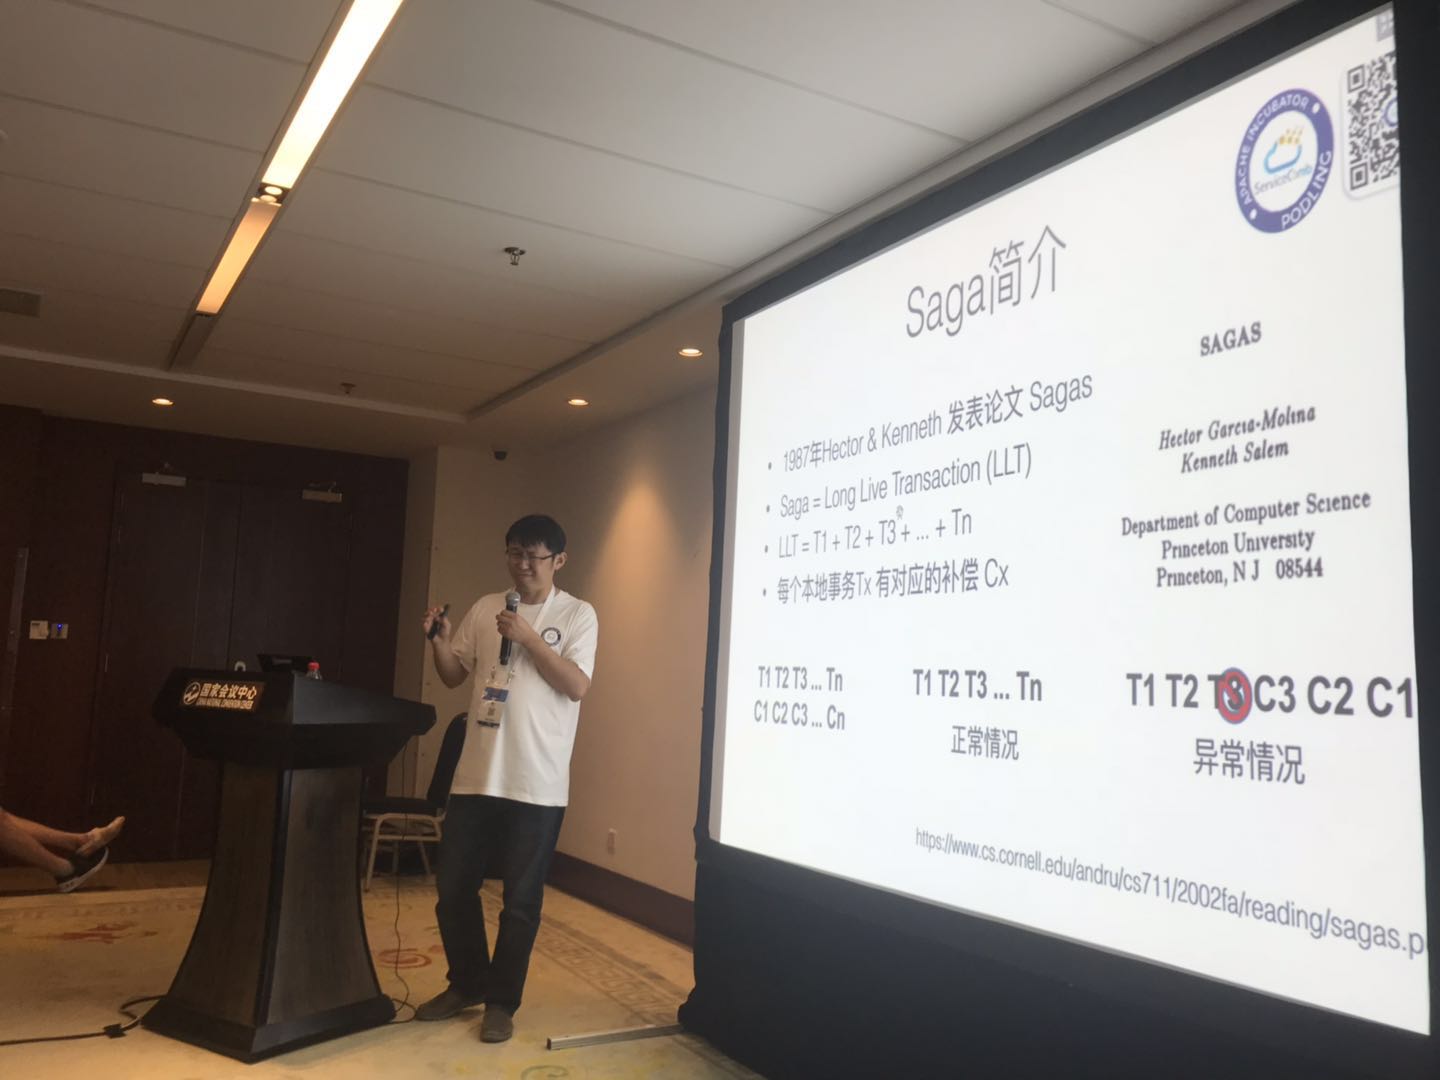 APACHE INCUBATOR
ServiceComb
PODLING
Saga简介
• 1987年Hector & Kenneth 发表论文 Sagas
• Saga = Long Live Transaction (LLT)
• LLT = T1 + T2 + T3 + ... + Tn
• 每个本地事务Tx 有对应的补偿 Cx
SAGAS
Hector Garcia-Molina
Kenneth Salem
Department of Computer Science
Princeton University
Princeton, N J 08544
T1 T2 T3 ... Tn
C1 C2 C3 ... Cn
T1 T2 T3 ... Tn
正常情况
T1 T2 T3 C3 C2 C1
异常情况
https://www.cs.cornell.edu/andru/cs711/2002fa/reading/sagas.p
国家会议中心
CHINA NATIONAL CONVENTION CENTER